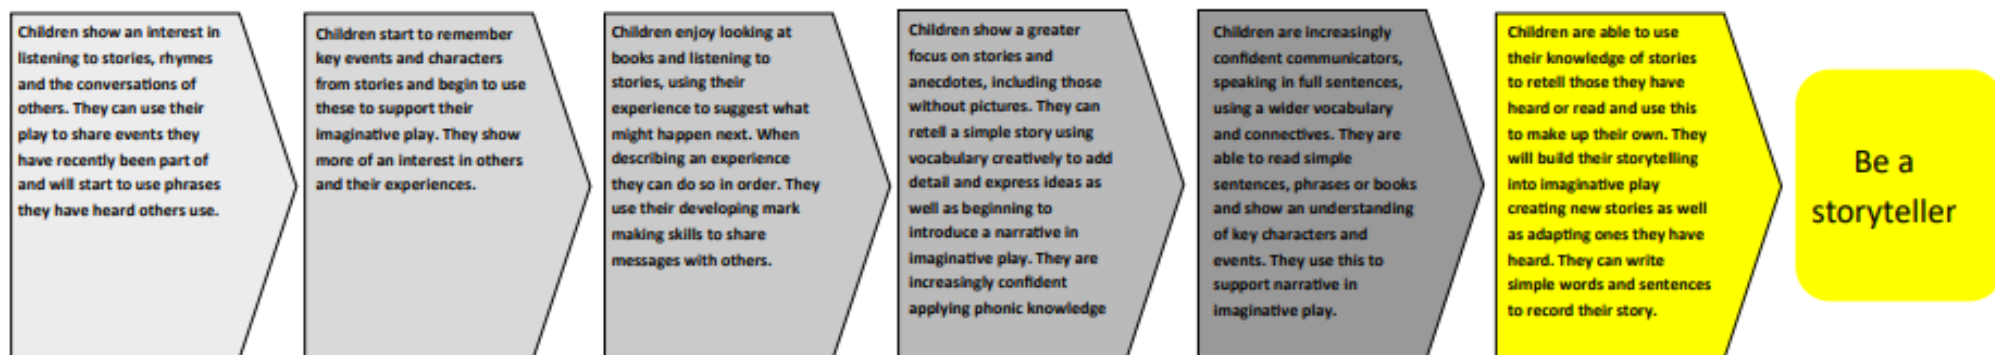 Children show an interest in
listening to stories, rhymes
and the conversations of
others. They can use their
play to share events they
have recently been part of
and will start to use phrases
they have heard others use.
Children start to remember
key events and characters
from stories and begin to use
these to support their
imaginative play. They show
more of an interest in others
and their experiences.
Children enjoy looking at
books and listening to
stories, using their
experience to suggest what
might happen next. When
describing an experience
they can do so in order. They
use their developing mark
making skills to share
messages with others.
Children show a greater
focus on stories and
anecdotes, including those
without pictures. They can
retell a simple story using
vocabulary creatively to add
detail and express ideas as
well as beginning to
introduce a narrative in
imaginative play. They are
increasingly confident
applying phonic knowledge
Children are increasingly
confident communicators,
speaking in full sentences,
using a wider vocabulary
and connectives. They are
able to read simple
sentences, phrases or books
and show an understanding
of key characters and
events. They use this to
support narrative in
imaginative play.
Children are able to use
their knowledge of stories
to retell those they have
heard or read and use this
to make up their own. They
will build their storytelling
into imaginative play
creating new stories as well
as adapting ones they have
heard. They can write
simple words and sentences
to record their story.
Be a
storyteller